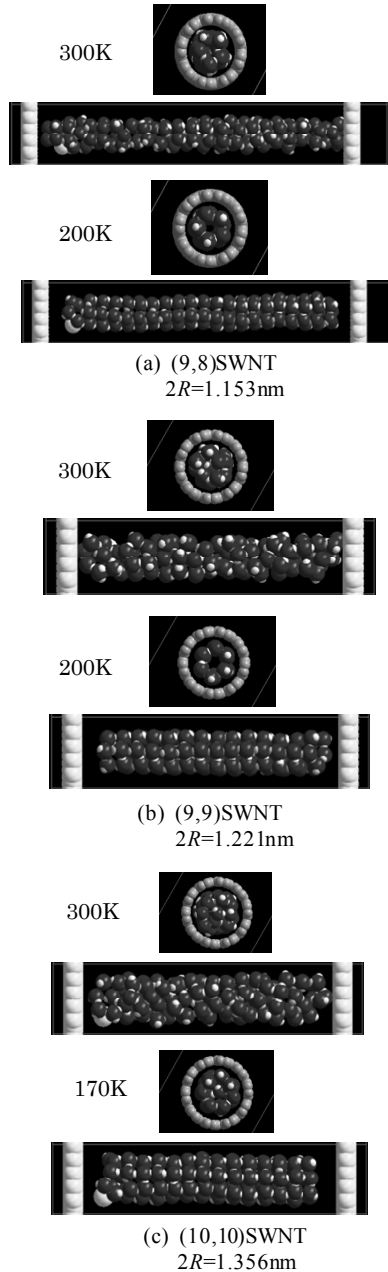 300K
200K
(a) (9,8)SWNT
2R=1.153nm
300K
200K
(b) (9,9)SWNT
2R=1.221nm
300K
170K
(c) (10,10)SWNT
2R=1.356nm